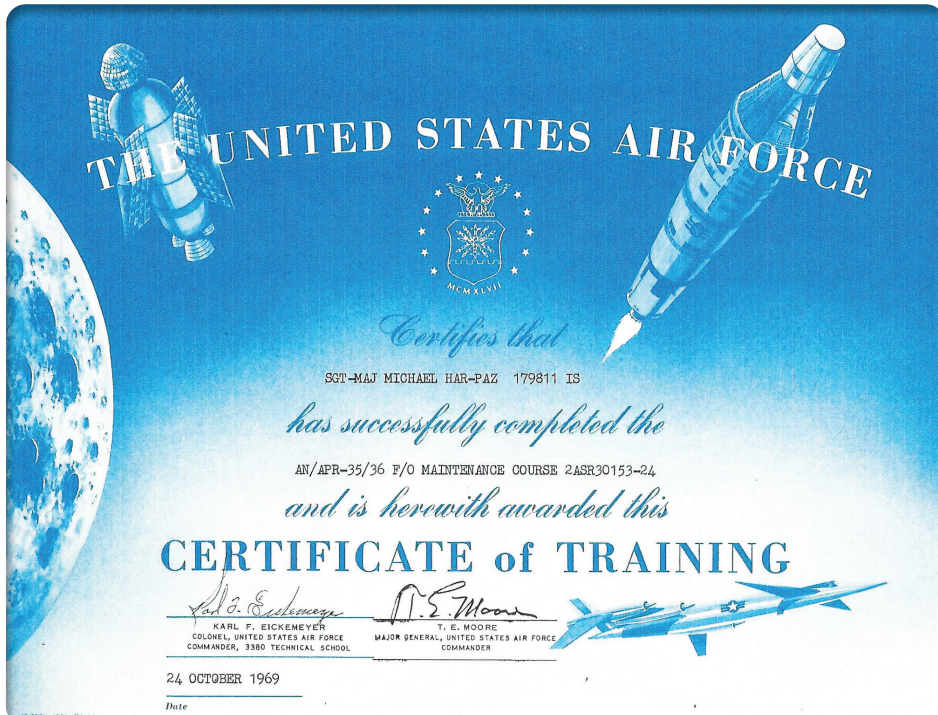 THE UNITED STATES AIR FORCE
MCMXLVII
Certifies that
SGT-MAJ MICHAEL HAR-PAZ 179811 IS
has successfully completed the
AN/APR-35/36 F/O MAINTENANCE COURSE 2ASR30153-24
and is herewith awarded this
CERTIFICATE of TRAINING
Karl F. Eickemeyer
T. E. Moore
KARL F. EICKEMEYER
COLONEL, UNITED STATES AIR FORCE
COMMANDER, 3380 TECHNICAL SCHOOL
T. E. MOORE
MAJOR GENERAL, UNITED STATES AIR FORCE
COMMANDER
24 OCTOBER 1969
Date